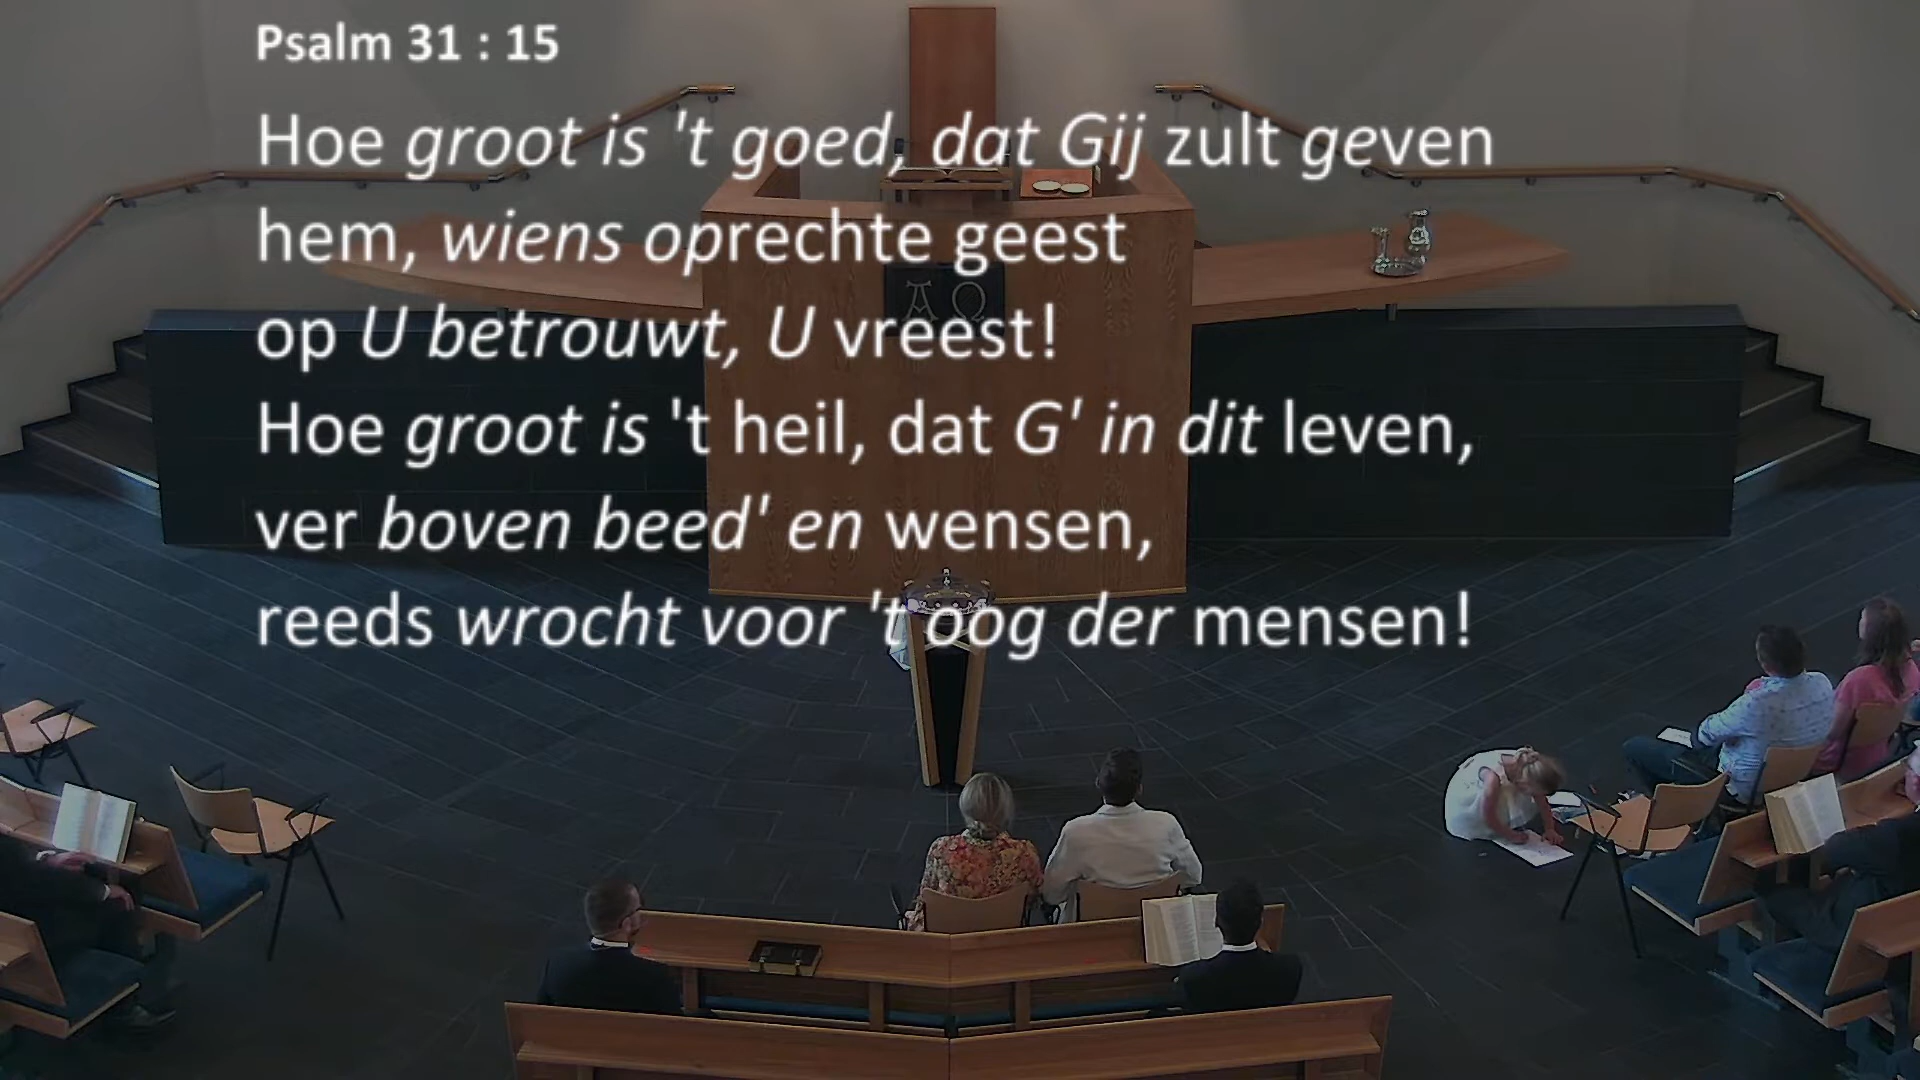 Psalm 31 : 15
Hoe groot is 't goed, dat Gij zult geven
hem, wiens oprechte geest
op U betrouwt, U vreest!
Hoe groot is 't heil, dat G' in dit leven,
ver boven beed' en wensen,
reeds wrocht voor 't oog der mensen!
Α Ω